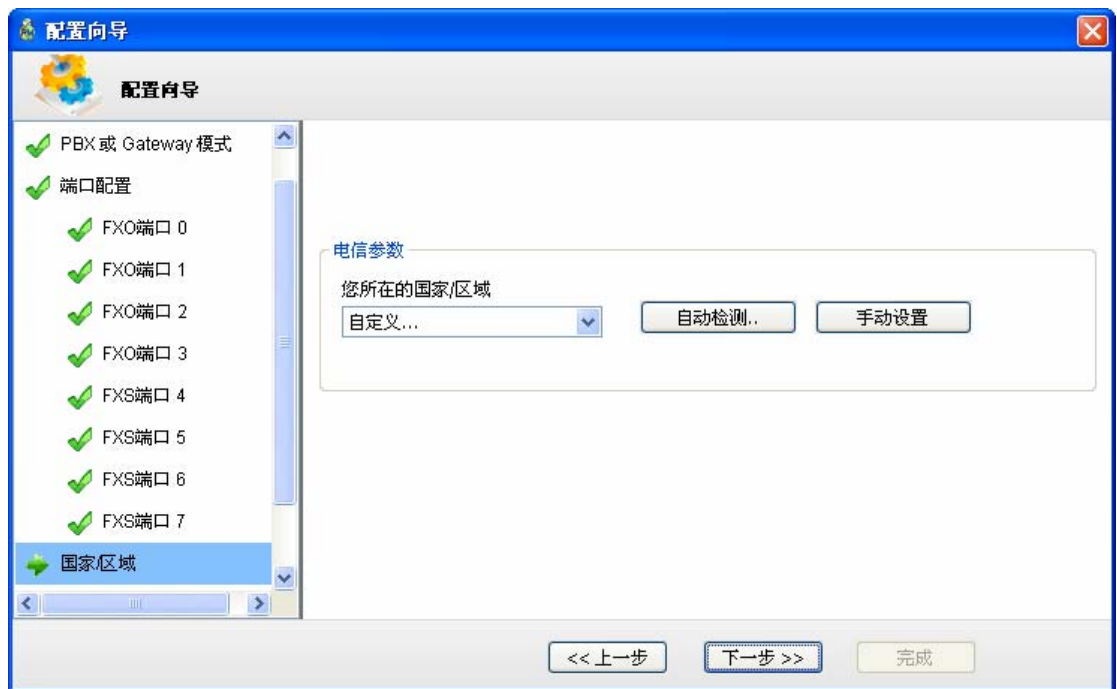 配置向导
配置向导
PBX 或 Gateway 模式
端口配置
FXO端口 0
FXO端口 1
FXO端口 2
FXO端口 3
FXS端口 4
FXS端口 5
FXS端口 6
FXS端口 7
国家/区域
电信参数
您所在的国家/区域
自定义... 自动检测.. 手动设置
<< 上一步 下一步 >> 完成